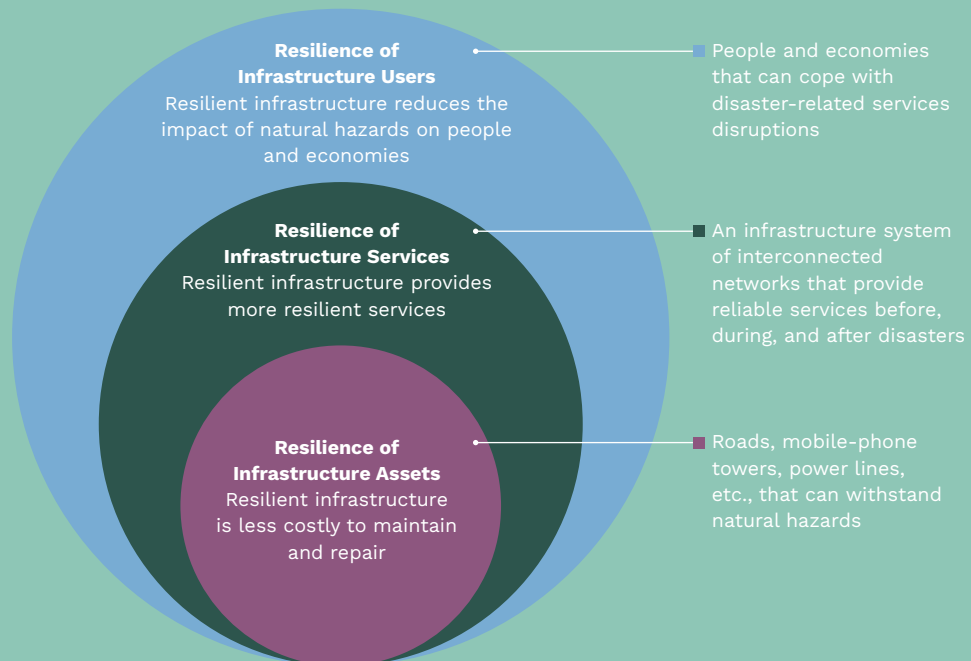 Resilience of
Infrastructure Users
Resilient infrastructure reduces the
impact of natural hazards on people
and economies
People and economies
that can cope with
disaster-related services
disruptions
Resilience of
Infrastructure Services
Resilient infrastructure provides
more resilient services
An infrastructure system
of interconnected
networks that provide
reliable services before,
during, and after disasters
Resilience of
Infrastructure Assets
Resilient infrastructure
is less costly to maintain
and repair
Roads, mobile-phone
towers, power lines,
etc., that can withstand
natural hazards